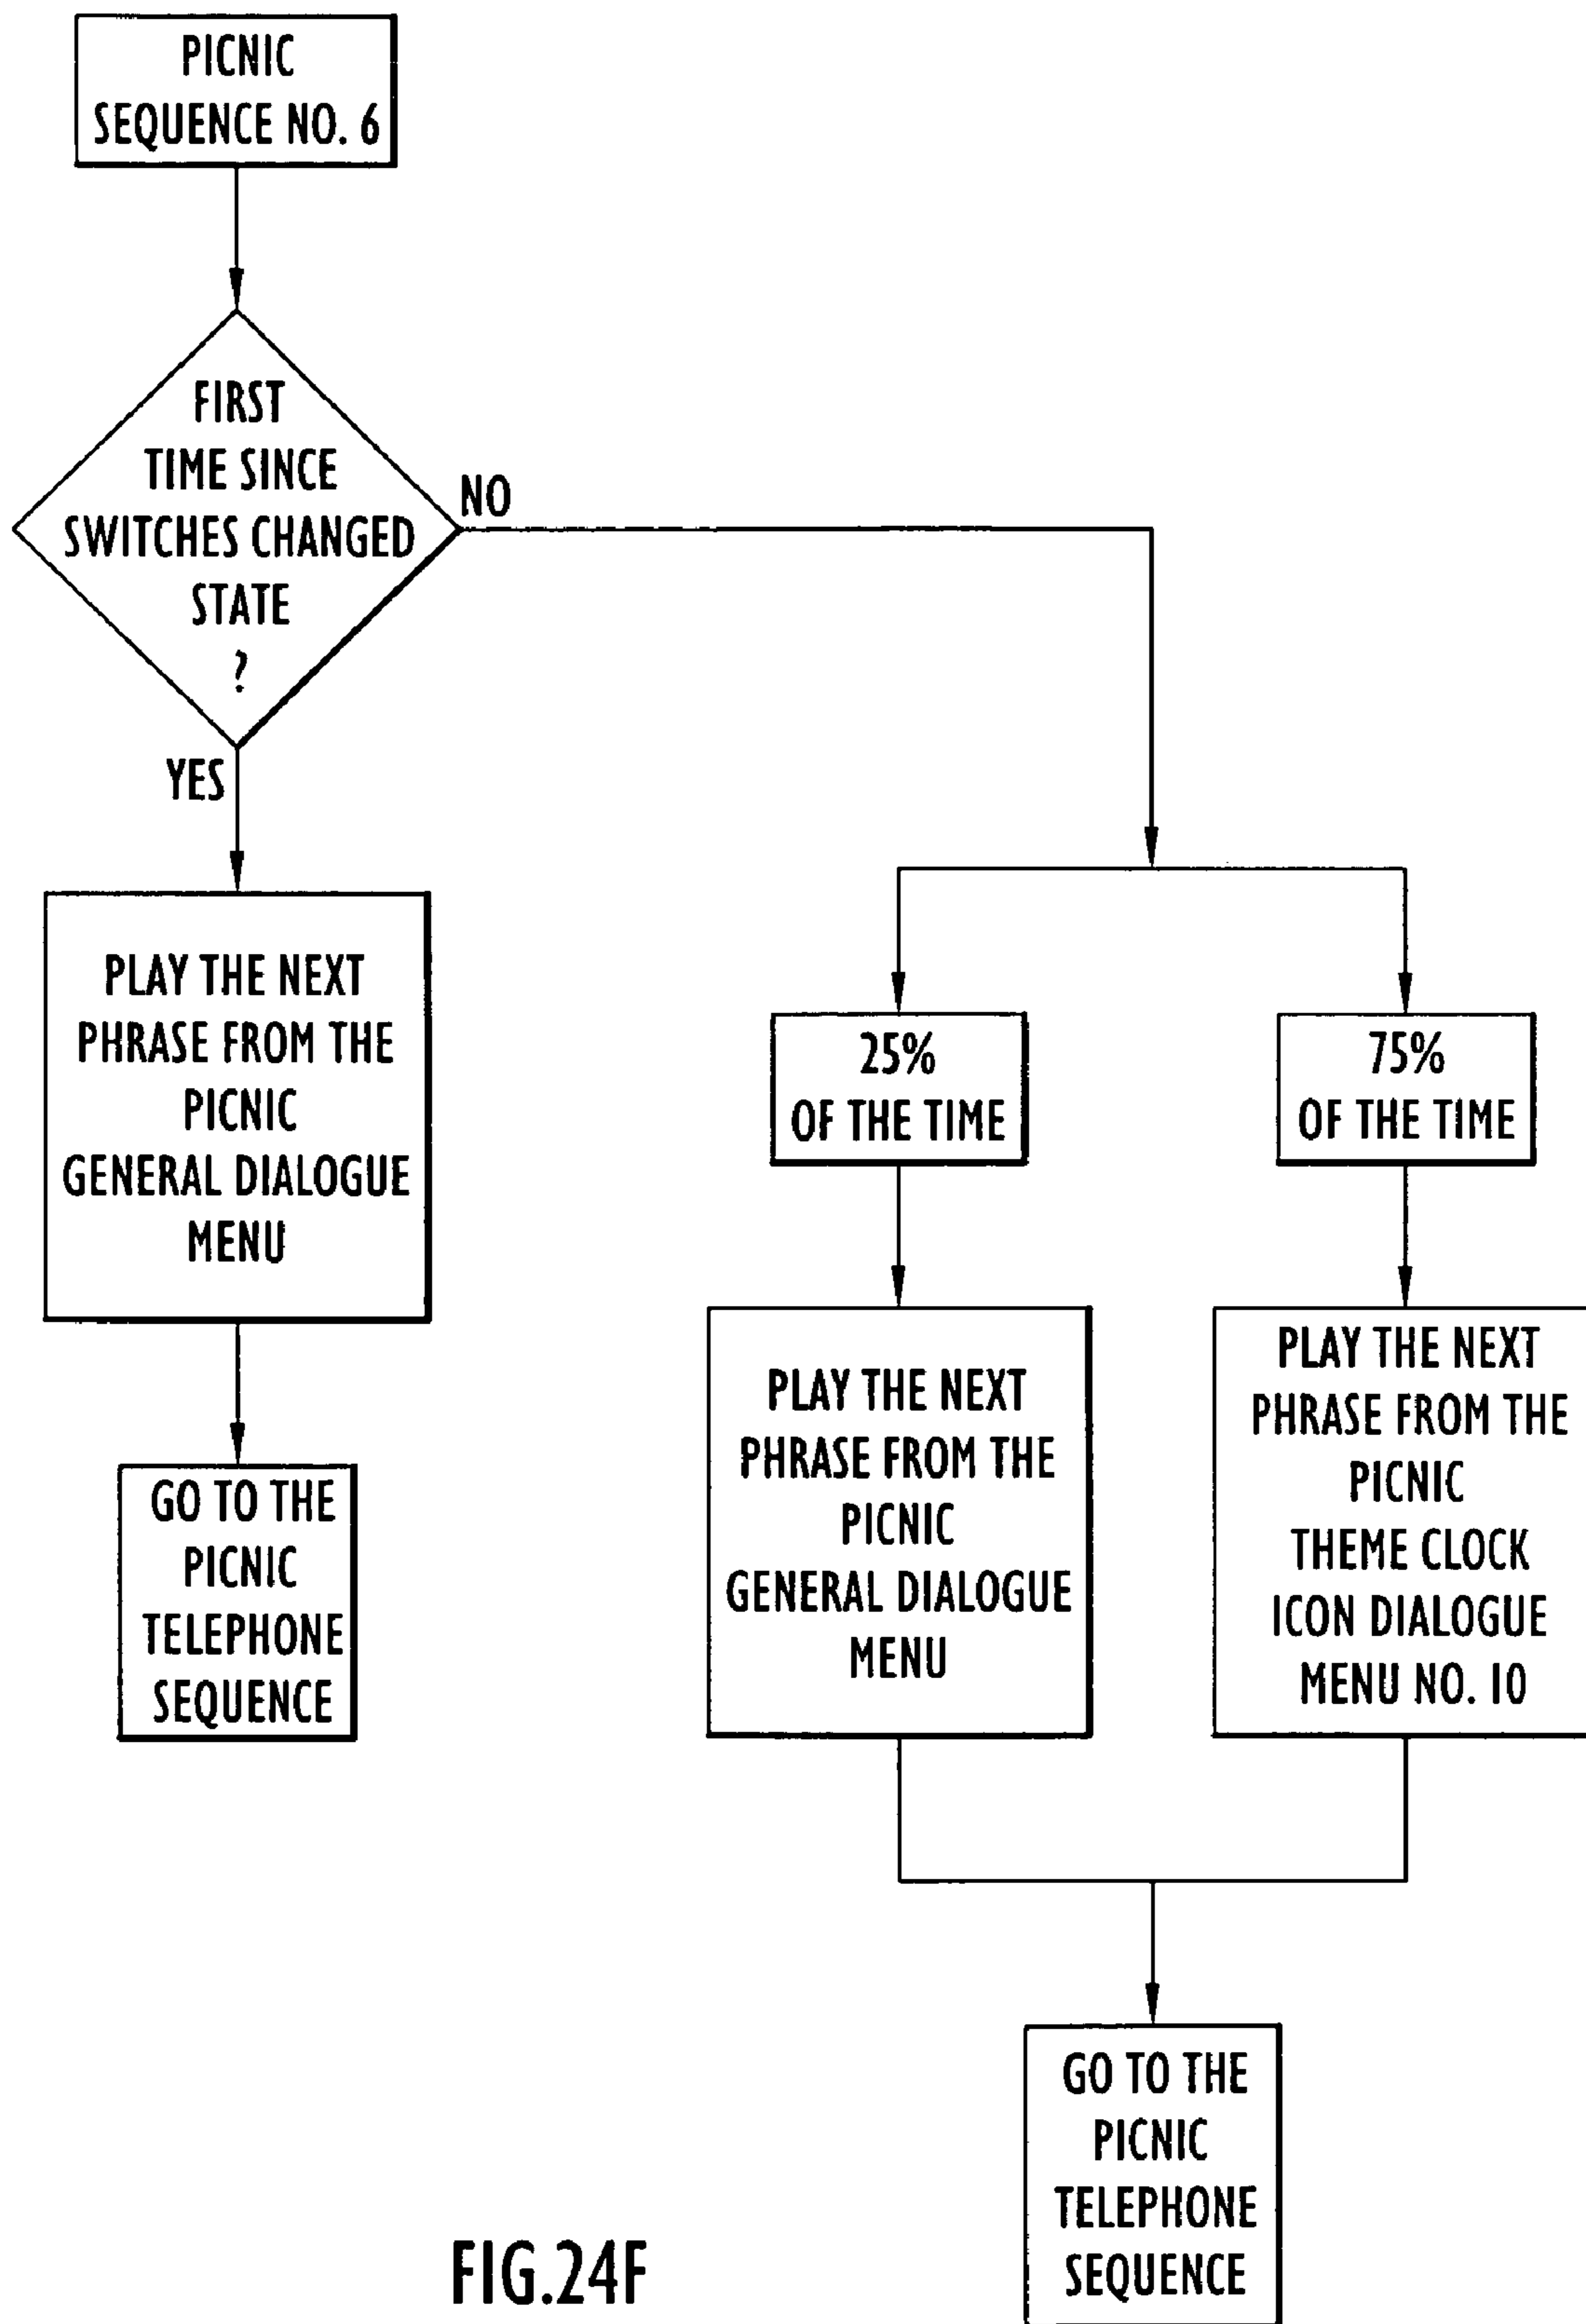 PICNIC
SEQUENCE NO. 6
FIRST
TIME SINCE
SWITCHES CHANGED
STATE
?
NO
YES
PLAY THE NEXT
PHRASE FROM THE
PICNIC
GENERAL DIALOGUE
MENU
GO TO THE
PICNIC
TELEPHONE
SEQUENCE
25%
OF THE TIME
75%
OF THE TIME
PLAY THE NEXT
PHRASE FROM THE
PICNIC
GENERAL DIALOGUE
MENU
PLAY THE NEXT
PHRASE FROM THE
PICNIC
THEME CLOCK
ICON DIALOGUE
MENU NO. 10
GO TO THE
PICNIC
TELEPHONE
SEQUENCE
FIG.24F